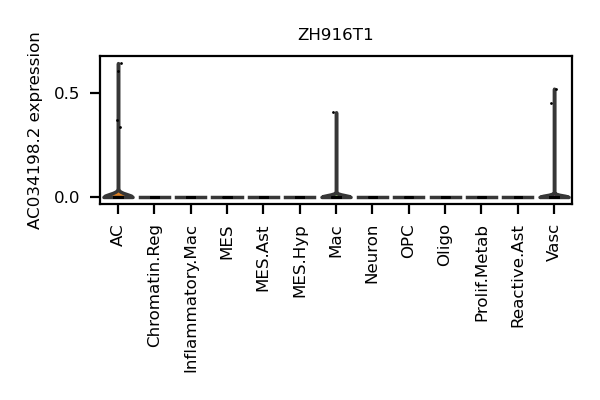 ZH916T1
AC034198.2 expression
0.5
0.0
AC
Chromatin.Reg
Inflammatory.Mac
MES
MES.Ast
MES.Hyp
Mac
Neuron
OPC
Oligo
Prolif.Metab
Reactive.Ast
Vasc